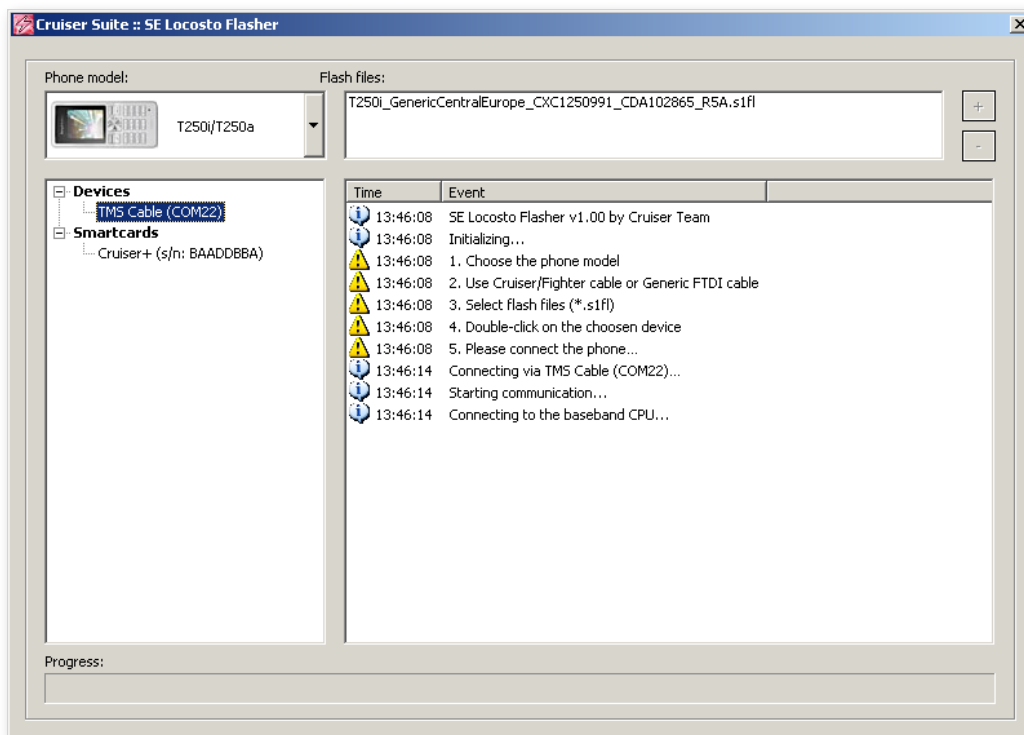 Cruiser Suite :: SE Locosto Flasher
Phone model:
Flash files:
T250i/T250a
T250i_GenericCentralEurope_CXC1250991_CDA102865_R5A.s1fl
+
-
Devices
TMS Cable (COM22)
Smartcards
Cruiser+ (s/n: BAADDBBA)
Time Event
13:46:08 SE Locosto Flasher v1.00 by Cruiser Team
13:46:08 Initializing...
13:46:08 1. Choose the phone model
13:46:08 2. Use Cruiser/Fighter cable or Generic FTDI cable
13:46:08 3. Select flash files (*.s1fl)
13:46:08 4. Double-click on the choosen device
13:46:08 5. Please connect the phone...
13:46:14 Connecting via TMS Cable (COM22)...
13:46:14 Starting communication...
13:46:14 Connecting to the baseband CPU...
Progress: